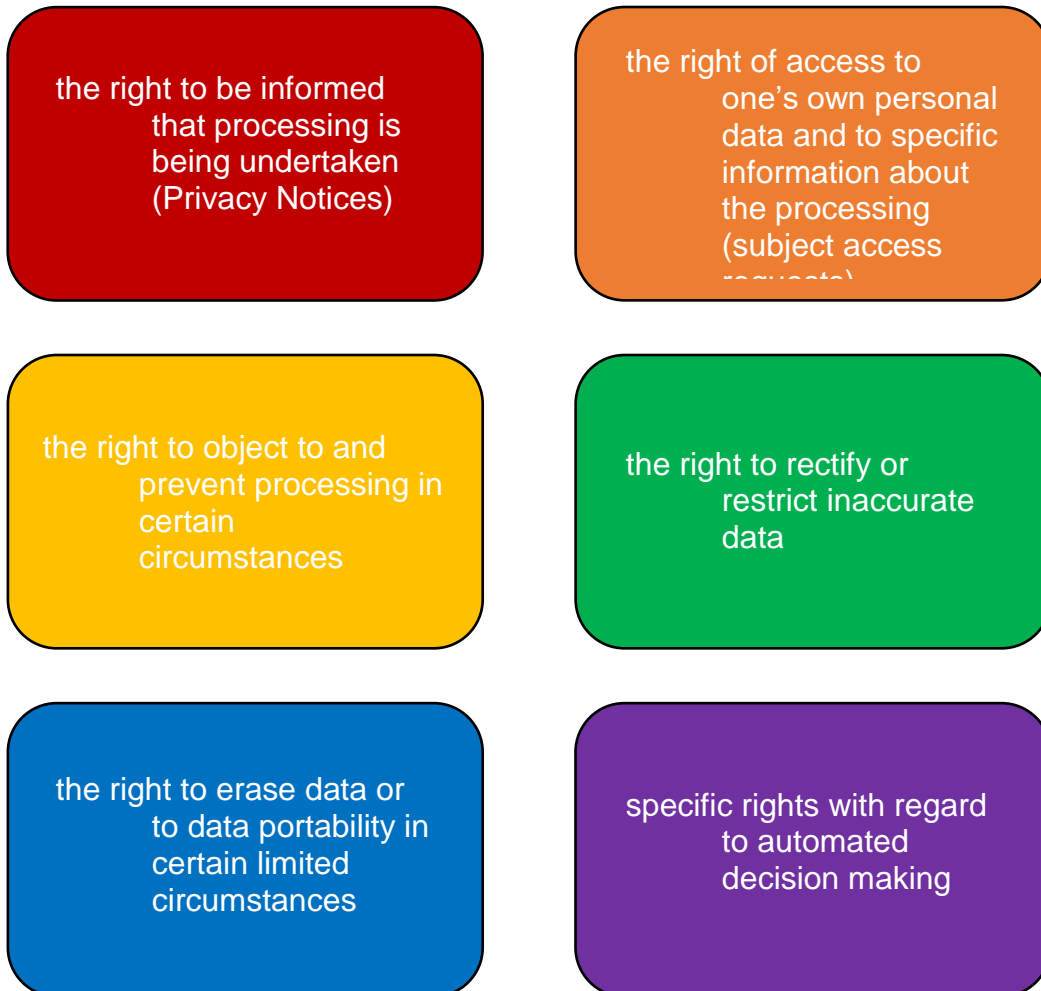 the right to be informed
that processing is
being undertaken
(Privacy Notices)
the right of access to
one’s own personal
data and to specific
information about
the processing
(subject access
requests)
the right to object to and
prevent processing in
certain
circumstances
the right to rectify or
restrict inaccurate
data
the right to erase data or
to data portability in
certain limited
circumstances
specific rights with regard
to automated
decision making